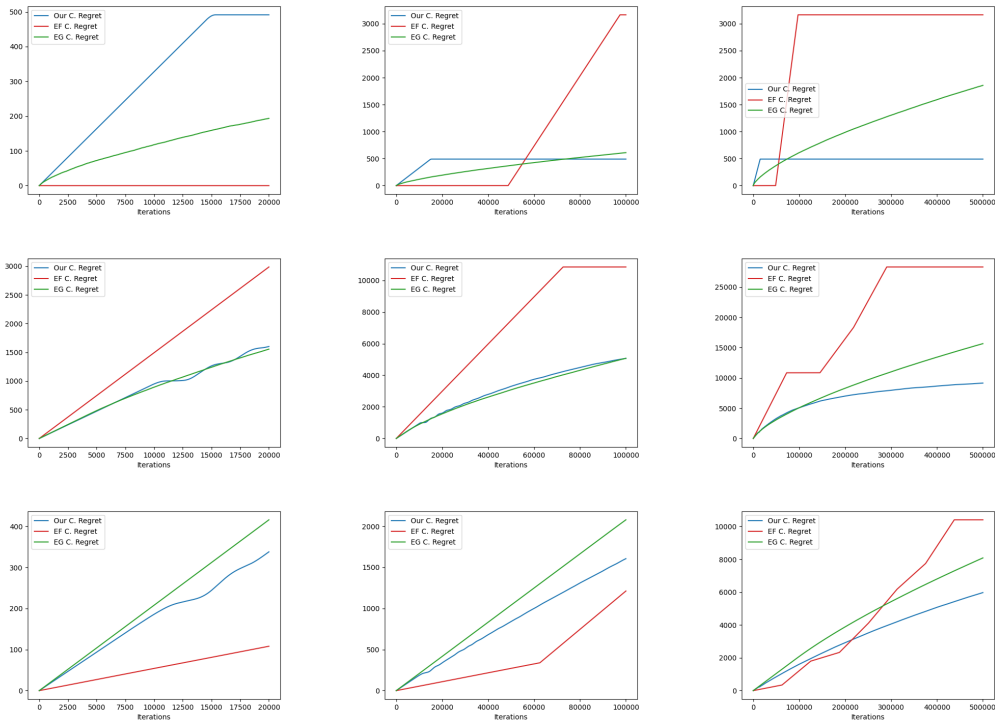 500
400
300
200
100
0
Our C. Regret
EF C. Regret
EG C. Regret
0 2500 5000 7500 10000 12500 15000 17500 20000
Iterations
3000
2500
2000
1500
1000
500
0
Our C. Regret
EF C. Regret
EG C. Regret
0 20000 40000 60000 80000 100000
Iterations
3000
2500
2000
1500
1000
500
0
Our C. Regret
EF C. Regret
EG C. Regret
0 100000 200000 300000 400000 500000
Iterations
3000
2500
2000
1500
1000
500
0
Our C. Regret
EF C. Regret
EG C. Regret
0 2500 5000 7500 10000 12500 15000 17500 20000
Iterations
10000
8000
6000
4000
2000
0
Our C. Regret
EF C. Regret
EG C. Regret
0 20000 40000 60000 80000 100000
Iterations
25000
20000
15000
10000
5000
0
Our C. Regret
EF C. Regret
EG C. Regret
0 100000 200000 300000 400000 500000
Iterations
400
300
200
100
0
Our C. Regret
EF C. Regret
EG C. Regret
0 2500 5000 7500 10000 12500 15000 17500 20000
Iterations
2000
1500
1000
500
0
Our C. Regret
EF C. Regret
EG C. Regret
0 20000 40000 60000 80000 100000
Iterations
10000
8000
6000
4000
2000
0
Our C. Regret
EF C. Regret
EG C. Regret
0 100000 200000 300000 400000 500000
Iterations